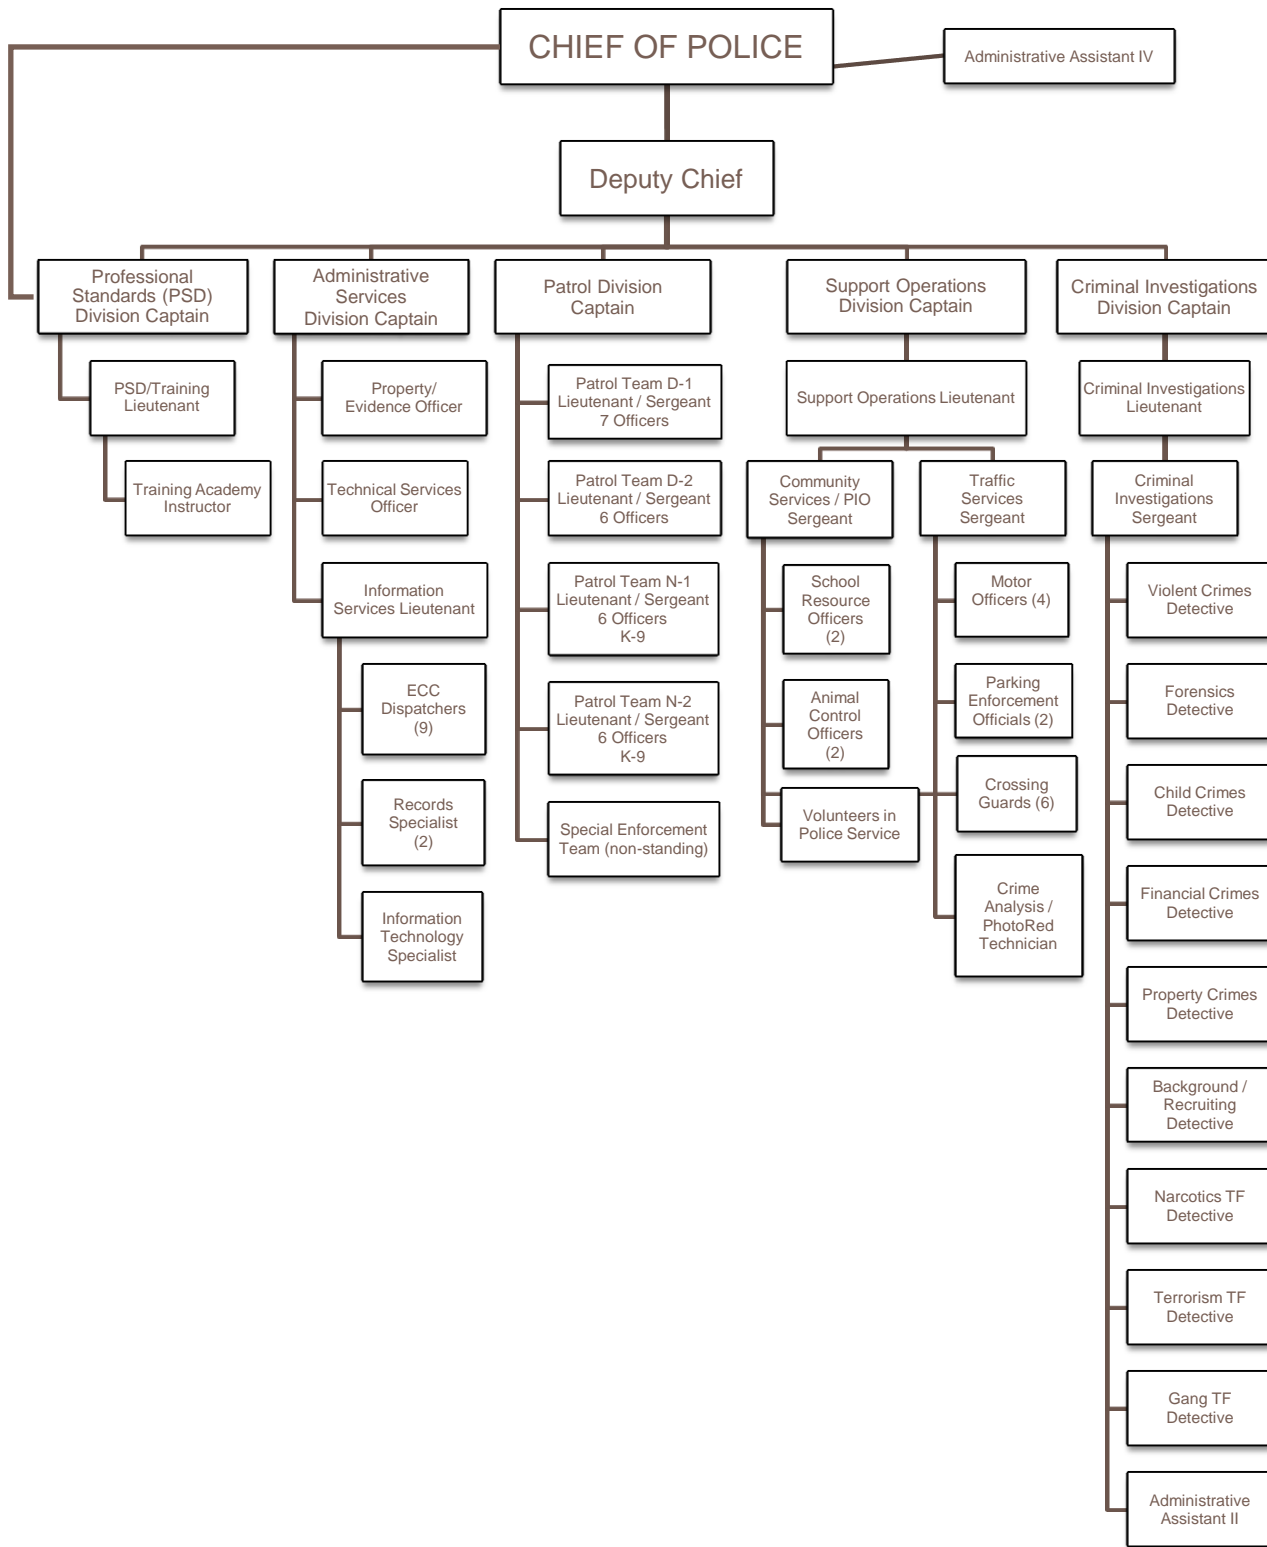 CHIEF OF POLICE
Administrative Assistant IV
Deputy Chief
Professional
Standards (PSD)
Division Captain
Administrative
Services
Division Captain
Patrol Division
Captain
Support Operations
Division Captain
Criminal Investigations
Division Captain
PSD/Training
Lieutenant
Training Academy
Instructor
Property/
Evidence Officer
Technical Services
Officer
Information
Services Lieutenant
ECC
Dispatchers
(9)
Records
Specialist
(2)
Information
Technology
Specialist
Patrol Team D-1
Lieutenant / Sergeant
7 Officers
Patrol Team D-2
Lieutenant / Sergeant
6 Officers
Patrol Team N-1
Lieutenant / Sergeant
6 Officers
K-9
Patrol Team N-2
Lieutenant / Sergeant
6 Officers
K-9
Special Enforcement
Team (non-standing)
Support Operations Lieutenant
Community
Services / PIO
Sergeant
School
Resource
Officers
(2)
Animal
Control
Officers
(2)
Volunteers in
Police Service
Traffic
Services
Sergeant
Motor
Officers (4)
Parking
Enforcement
Officials (2)
Crossing
Guards (6)
Crime
Analysis /
PhotoRed
Technician
Criminal Investigations
Lieutenant
Criminal
Investigations
Sergeant
Violent Crimes
Detective
Forensics
Detective
Child Crimes
Detective
Financial Crimes
Detective
Property Crimes
Detective
Background /
Recruiting
Detective
Narcotics TF
Detective
Terrorism TF
Detective
Gang TF
Detective
Administrative
Assistant II